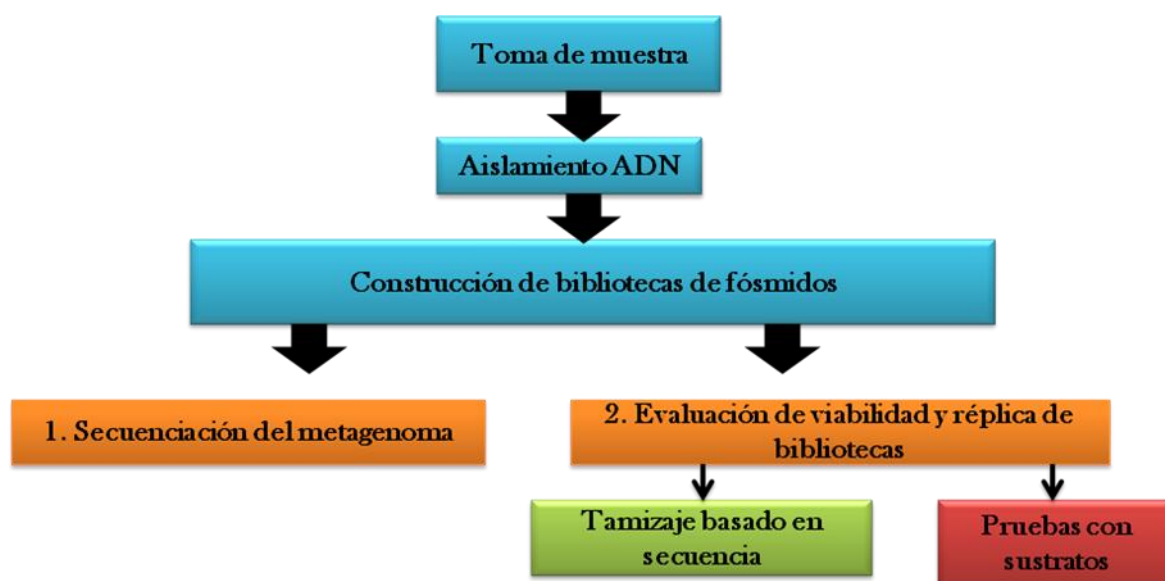 Toma de muestra
Aislamiento ADN
Construcción de bibliotecas de fósmidos
1. Secuenciación del metagenoma
2. Evaluación de viabilidad y réplica de
bibliotecas
Tamizaje basado en
secuencia
Pruebas con
sustratos